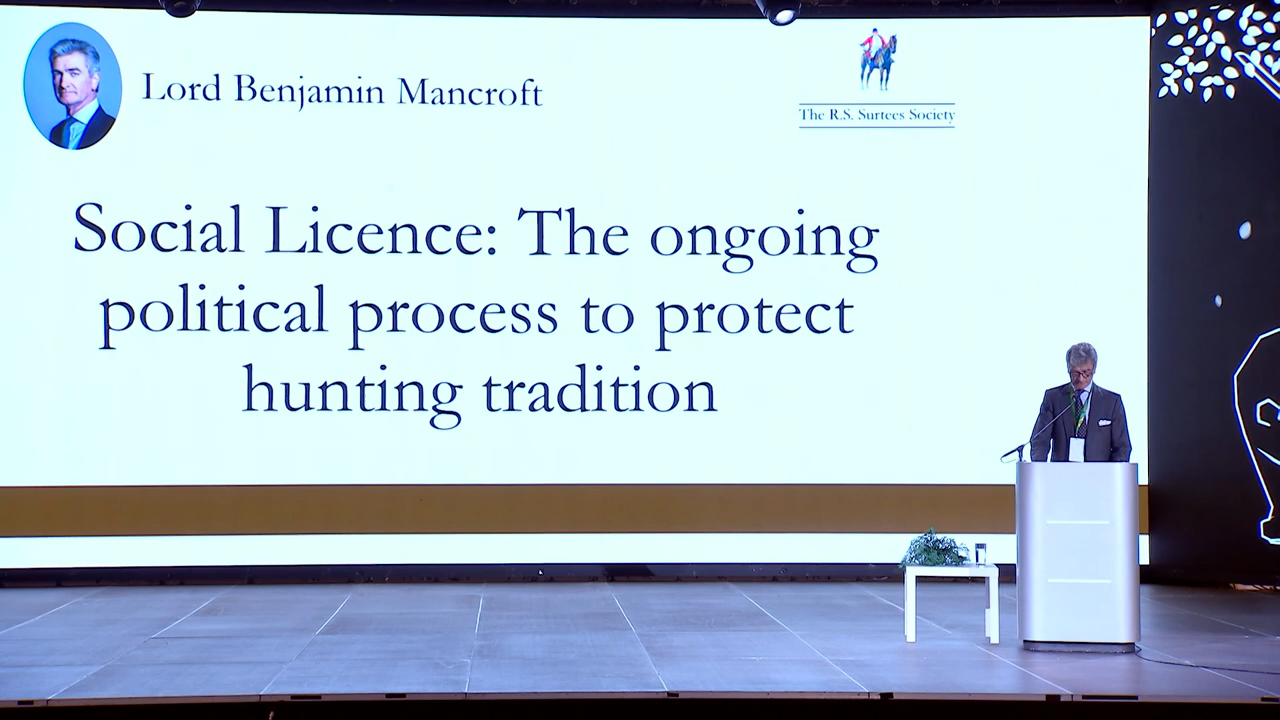 Lord Benjamin Mancroft
The R.S. Surtees Society
Social Licence: The ongoing
political process to protect
hunting tradition